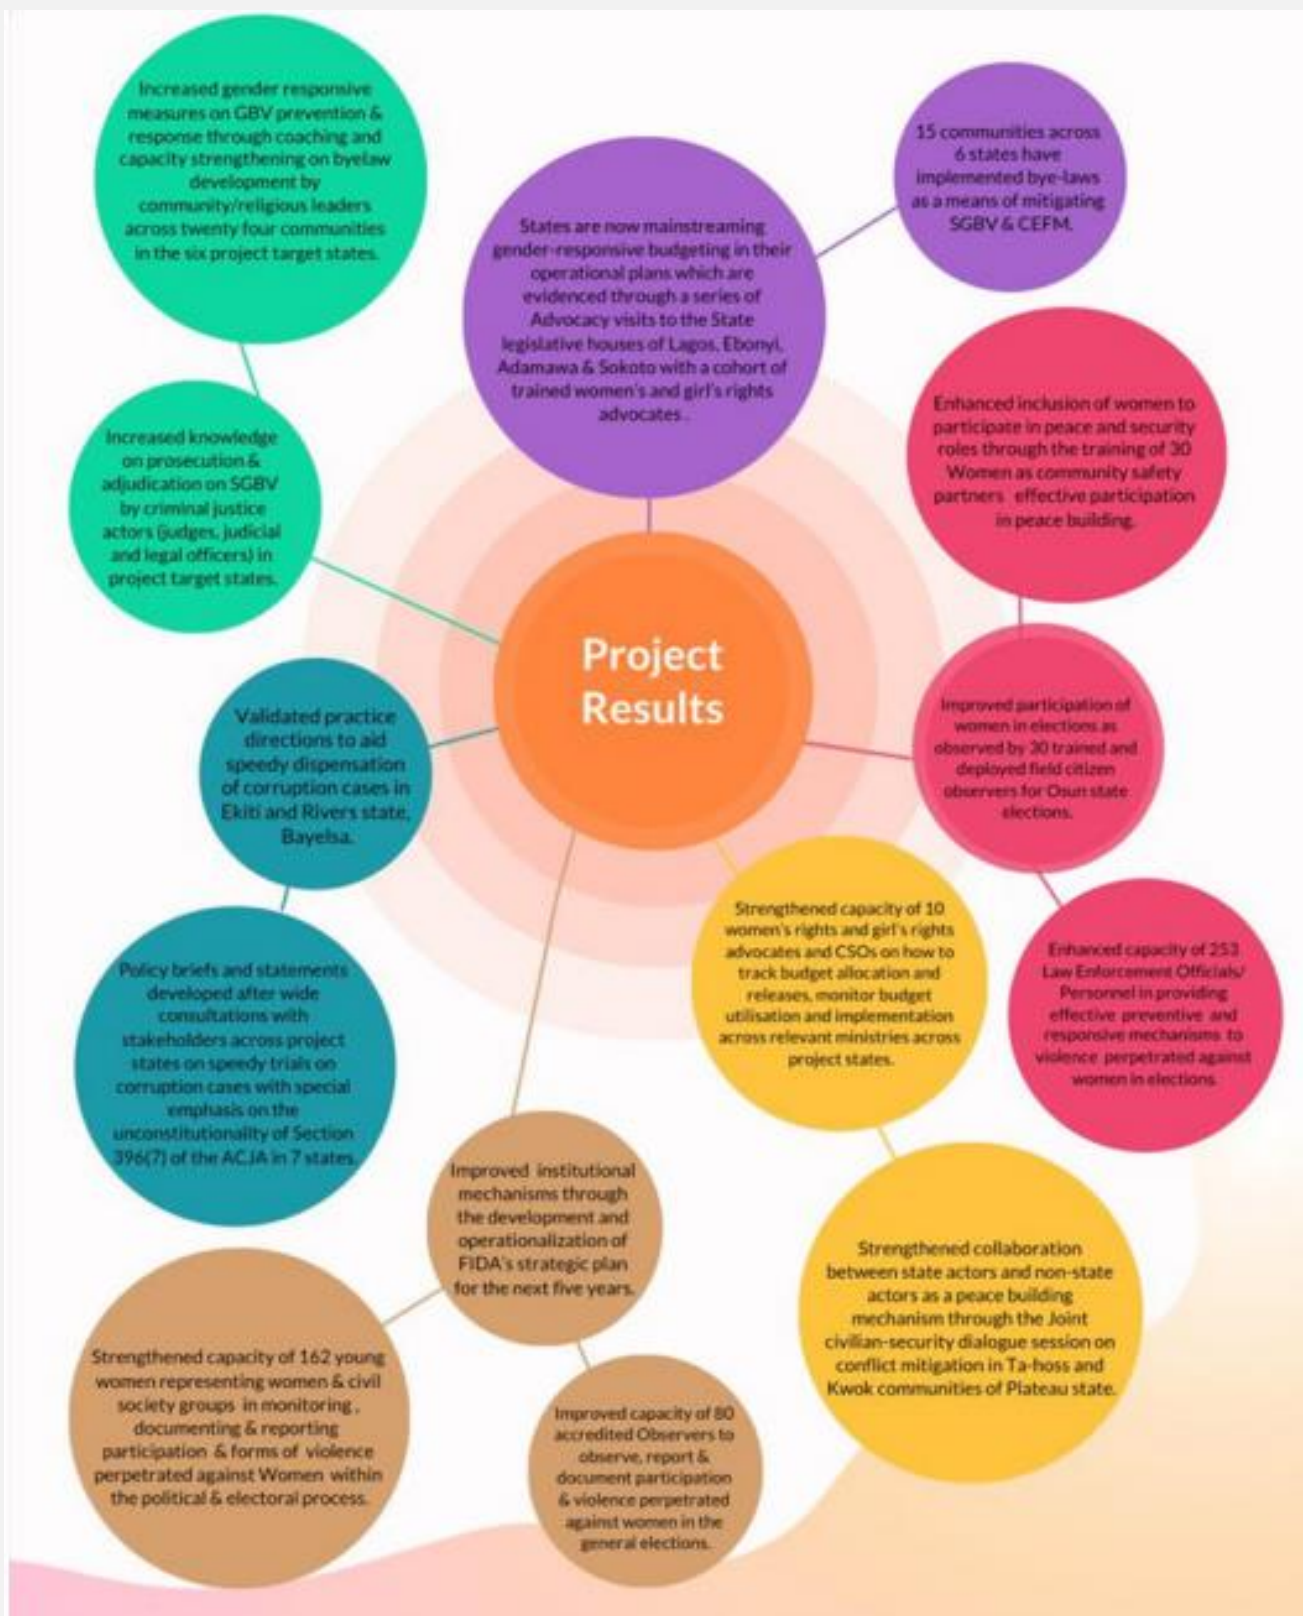 Increased gender responsive
measures on GBV prevention &
response through coaching and
capacity strengthening on byelaw
development by
community/religious leaders
across twenty four communities
in the six project target states.
Increased knowledge
on prosecution &
adjudication on SGBV
by criminal justice
actors (judges, judicial
and legal officers) in
project target states.
States are now mainstreaming
gender-responsive budgeting in their
operational plans which are
evidenced through a series of
Advocacy visits to the State
legislative houses of Lagos, Ebonyi,
Adamawa & Sokoto with a cohort of
trained women's and girl's rights
advocates .
15 communities across
6 states have
implemented bye-laws
as a means of mitigating
SGBV & CEFM.
Enhanced inclusion of women to
participate in peace and security
roles through the training of 30
Women as community safety
partners effective participation
in peace building.
Project
Results
Improved participation of
women in elections as
observed by 30 trained and
deployed field citizen
observers for Osun state
elections.
Enhanced capacity of 253
Law Enforcement Officials/
Personnel in providing
effective preventive and
responsive mechanisms to
violence perpetrated against
women in elections.
Validated practice
directions to aid
speedy dispensation
of corruption cases in
Ekiti and Rivers state,
Bayelsa.
Policy briefs and statements
developed after wide
consultations with
stakeholders across project
states on speedy trials on
corruption cases with special
emphasis on the
unconstitutionality of Section
396(7) of the ACJA in 7 states.
Strengthened capacity of 10
women's rights and girl's rights
advocates and CSOs on how to
track budget allocation and
releases, monitor budget
utilisation and implementation
across relevant ministries across
project states.
Strengthened collaboration
between state actors and non-state
actors as a peace building
mechanism through the Joint
civilian-security dialogue session on
conflict mitigation in Ta-hoss and
Kwok communities of Plateau state.
Improved institutional
mechanisms through
the development and
operationalization of
FIDA's strategic plan
for the next five years.
Strengthened capacity of 162 young
women representing women & civil
society groups in monitoring ,
documenting & reporting
participation & forms of violence
perpetrated against Women within
the political & electoral process.
Improved capacity of 80
accredited Observers to
observe, report &
document participation
& violence perpetrated
against women in the
general elections.